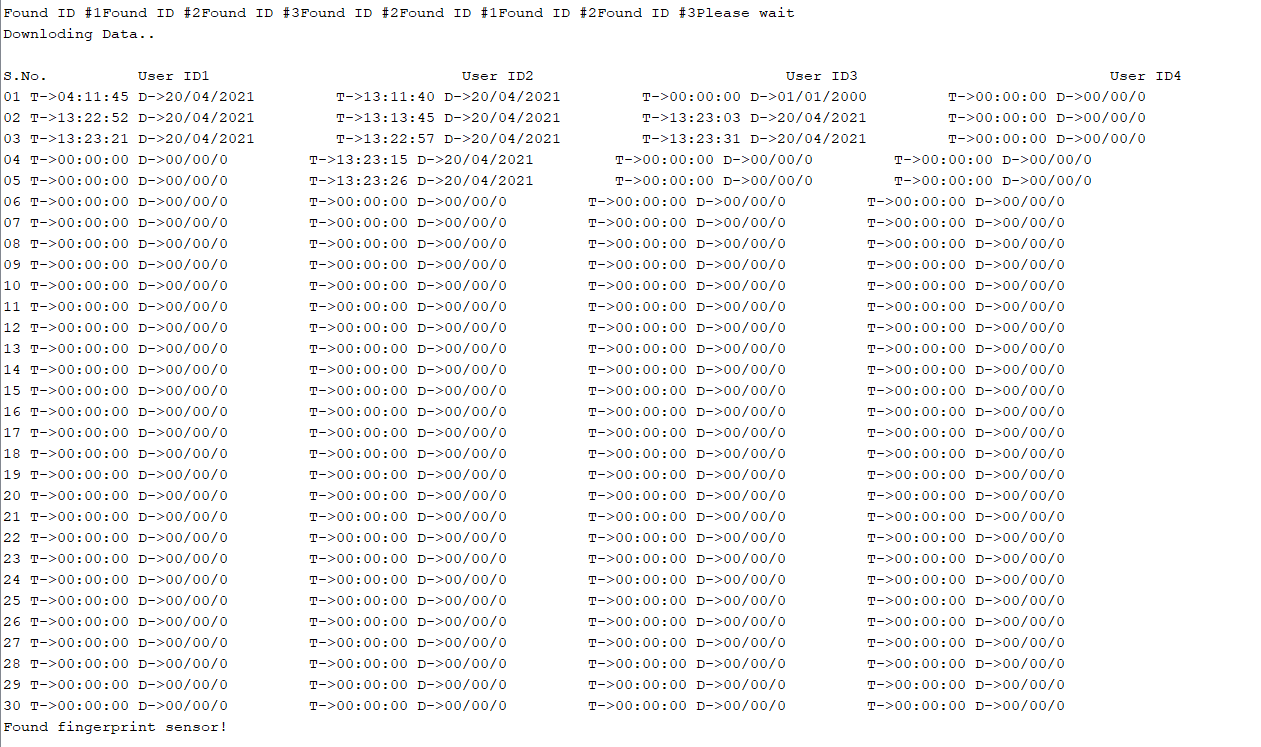 Found ID #1Found ID #2Found ID #3Found ID #2Found ID #1Found ID #2Found ID #3Please wait
Downloding Data..
S.No. User ID1 User ID2 User ID3 User ID4
01 T->04:11:45 D->20/04/2021 T->13:11:40 D->20/04/2021 T->00:00:00 D->01/01/2000 T->00:00:00 D->00/00/0
02 T->13:22:52 D->20/04/2021 T->13:13:45 D->20/04/2021 T->13:23:03 D->20/04/2021 T->00:00:00 D->00/00/0
03 T->13:23:21 D->20/04/2021 T->13:22:57 D->20/04/2021 T->13:23:31 D->20/04/2021 T->00:00:00 D->00/00/0
04 T->00:00:00 D->00/00/0 T->13:23:15 D->20/04/2021 T->00:00:00 D->00/00/0 T->00:00:00 D->00/00/0
05 T->00:00:00 D->00/00/0 T->13:23:26 D->20/04/2021 T->00:00:00 D->00/00/0 T->00:00:00 D->00/00/0
06 T->00:00:00 D->00/00/0 T->00:00:00 D->00/00/0 T->00:00:00 D->00/00/0 T->00:00:00 D->00/00/0
07 T->00:00:00 D->00/00/0 T->00:00:00 D->00/00/0 T->00:00:00 D->00/00/0 T->00:00:00 D->00/00/0
08 T->00:00:00 D->00/00/0 T->00:00:00 D->00/00/0 T->00:00:00 D->00/00/0 T->00:00:00 D->00/00/0
09 T->00:00:00 D->00/00/0 T->00:00:00 D->00/00/0 T->00:00:00 D->00/00/0 T->00:00:00 D->00/00/0
10 T->00:00:00 D->00/00/0 T->00:00:00 D->00/00/0 T->00:00:00 D->00/00/0 T->00:00:00 D->00/00/0
11 T->00:00:00 D->00/00/0 T->00:00:00 D->00/00/0 T->00:00:00 D->00/00/0 T->00:00:00 D->00/00/0
12 T->00:00:00 D->00/00/0 T->00:00:00 D->00/00/0 T->00:00:00 D->00/00/0 T->00:00:00 D->00/00/0
13 T->00:00:00 D->00/00/0 T->00:00:00 D->00/00/0 T->00:00:00 D->00/00/0 T->00:00:00 D->00/00/0
14 T->00:00:00 D->00/00/0 T->00:00:00 D->00/00/0 T->00:00:00 D->00/00/0 T->00:00:00 D->00/00/0
15 T->00:00:00 D->00/00/0 T->00:00:00 D->00/00/0 T->00:00:00 D->00/00/0 T->00:00:00 D->00/00/0
16 T->00:00:00 D->00/00/0 T->00:00:00 D->00/00/0 T->00:00:00 D->00/00/0 T->00:00:00 D->00/00/0
17 T->00:00:00 D->00/00/0 T->00:00:00 D->00/00/0 T->00:00:00 D->00/00/0 T->00:00:00 D->00/00/0
18 T->00:00:00 D->00/00/0 T->00:00:00 D->00/00/0 T->00:00:00 D->00/00/0 T->00:00:00 D->00/00/0
19 T->00:00:00 D->00/00/0 T->00:00:00 D->00/00/0 T->00:00:00 D->00/00/0 T->00:00:00 D->00/00/0
20 T->00:00:00 D->00/00/0 T->00:00:00 D->00/00/0 T->00:00:00 D->00/00/0 T->00:00:00 D->00/00/0
21 T->00:00:00 D->00/00/0 T->00:00:00 D->00/00/0 T->00:00:00 D->00/00/0 T->00:00:00 D->00/00/0
22 T->00:00:00 D->00/00/0 T->00:00:00 D->00/00/0 T->00:00:00 D->00/00/0 T->00:00:00 D->00/00/0
23 T->00:00:00 D->00/00/0 T->00:00:00 D->00/00/0 T->00:00:00 D->00/00/0 T->00:00:00 D->00/00/0
24 T->00:00:00 D->00/00/0 T->00:00:00 D->00/00/0 T->00:00:00 D->00/00/0 T->00:00:00 D->00/00/0
25 T->00:00:00 D->00/00/0 T->00:00:00 D->00/00/0 T->00:00:00 D->00/00/0 T->00:00:00 D->00/00/0
26 T->00:00:00 D->00/00/0 T->00:00:00 D->00/00/0 T->00:00:00 D->00/00/0 T->00:00:00 D->00/00/0
27 T->00:00:00 D->00/00/0 T->00:00:00 D->00/00/0 T->00:00:00 D->00/00/0 T->00:00:00 D->00/00/0
28 T->00:00:00 D->00/00/0 T->00:00:00 D->00/00/0 T->00:00:00 D->00/00/0 T->00:00:00 D->00/00/0
29 T->00:00:00 D->00/00/0 T->00:00:00 D->00/00/0 T->00:00:00 D->00/00/0 T->00:00:00 D->00/00/0
30 T->00:00:00 D->00/00/0 T->00:00:00 D->00/00/0 T->00:00:00 D->00/00/0 T->00:00:00 D->00/00/0
Found fingerprint sensor!